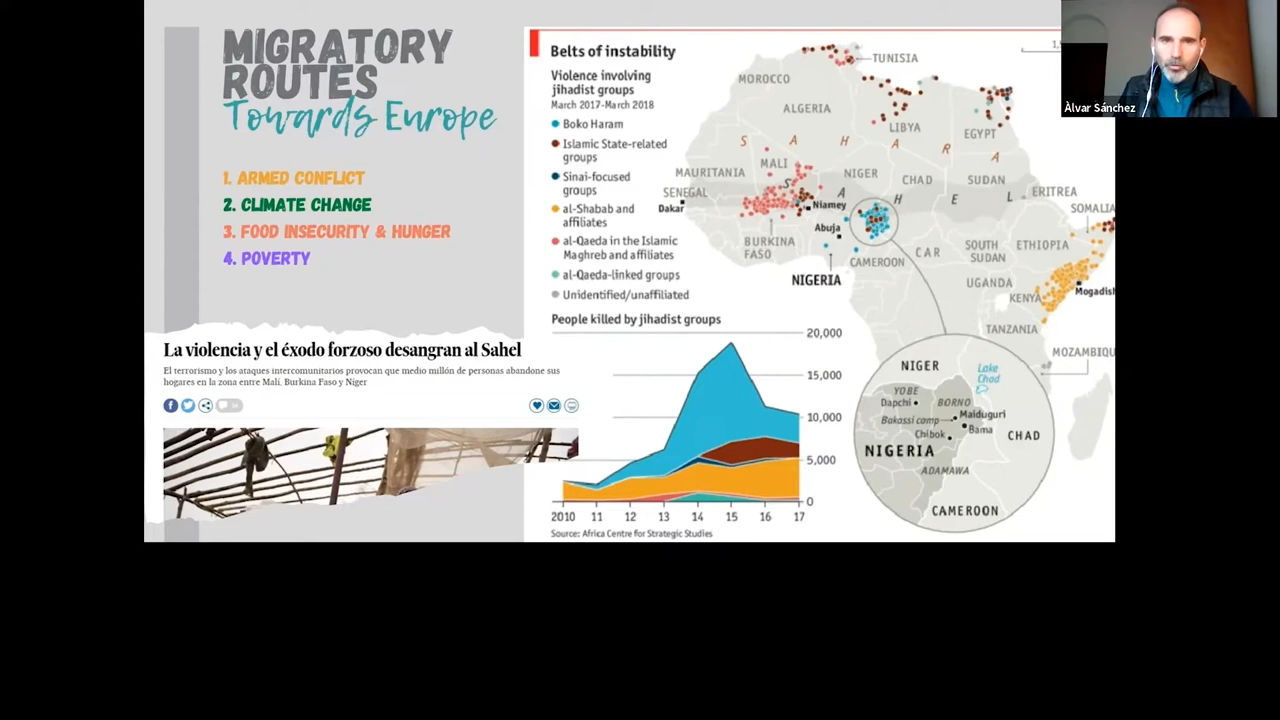 MIGRATORY
ROUTES
Towards Europe
1. ARMED CONFLICT
2. CLIMATE CHANGE
3. FOOD INSECURITY & HUNGER
4. POVERTY
La violencia y el éxodo forzoso desangran al Sahel
El terrorismo y los ataques intercomunitarios provocan que medio millón de personas abandone sus
hogares en la zona entre Malí, Burkina Faso y Níger
Belts of instability
Violence involving
jihadist groups
March 2017-March 2018
Boko Haram
Islamic State-related
groups
Sinai-focused
groups
al-Shabab and
affiliates
al-Qaeda in the Islamic
Maghreb and affiliates
al-Qaeda-linked groups
Unidentified/unaffiliated
TUNISIA
MOROCCO
ALGERIA
LIBYA
EGYPT
SAHARA
MAURITANIA
MALI
NIGER
CHAD
SUDAN
ERITREA
SENEGAL
Dakar
SAHEL
Niamey
SOMALIA
BURKINA
FASO
Abuja
NIGERIA
CAMEROON
CAR
SOUTH
SUDAN
ETHIOPIA
UGANDA
KENYA
Mogadish
TANZANIA
MOZAMBIQU
People killed by jihadist groups
20,000
15,000
10,000
5,000
0
2010 11 12 13 14 15 16 17
Source: Africa Centre for Strategic Studies
NIGER
Lake
Chad
YOBE
Dapchi
BORNO
Maiduguri
Bakassi camp
Bama
Chibok
CHAD
NIGERIA
ADAMAWA
CAMEROON
Àlvar Sánchez